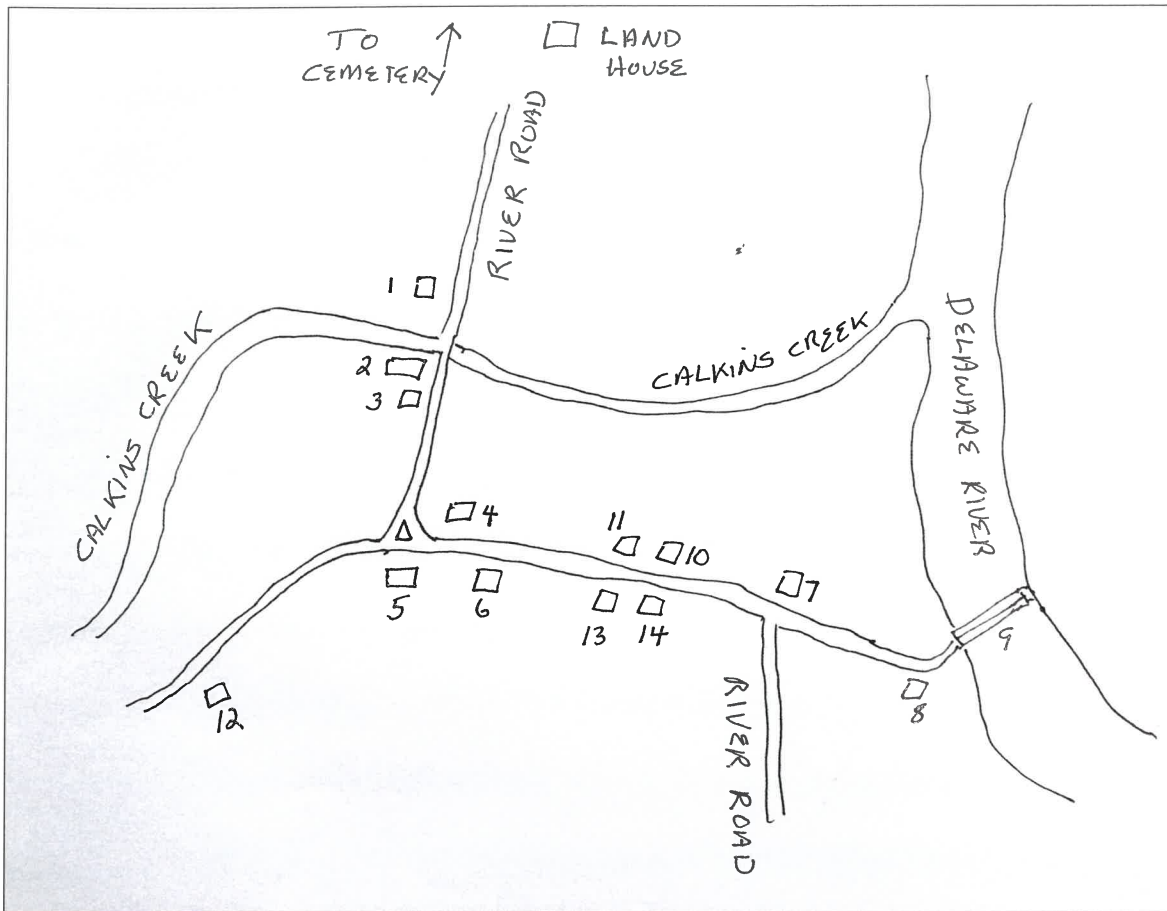 TO
CEMETERY
LAND
HOUSE
RIVER ROAD
1
CALKINS CREEK
2
3
CALKINS CREEK
DELAWARE RIVER
4
11
10
5
6
13
14
7
9
8
12
RIVER ROAD